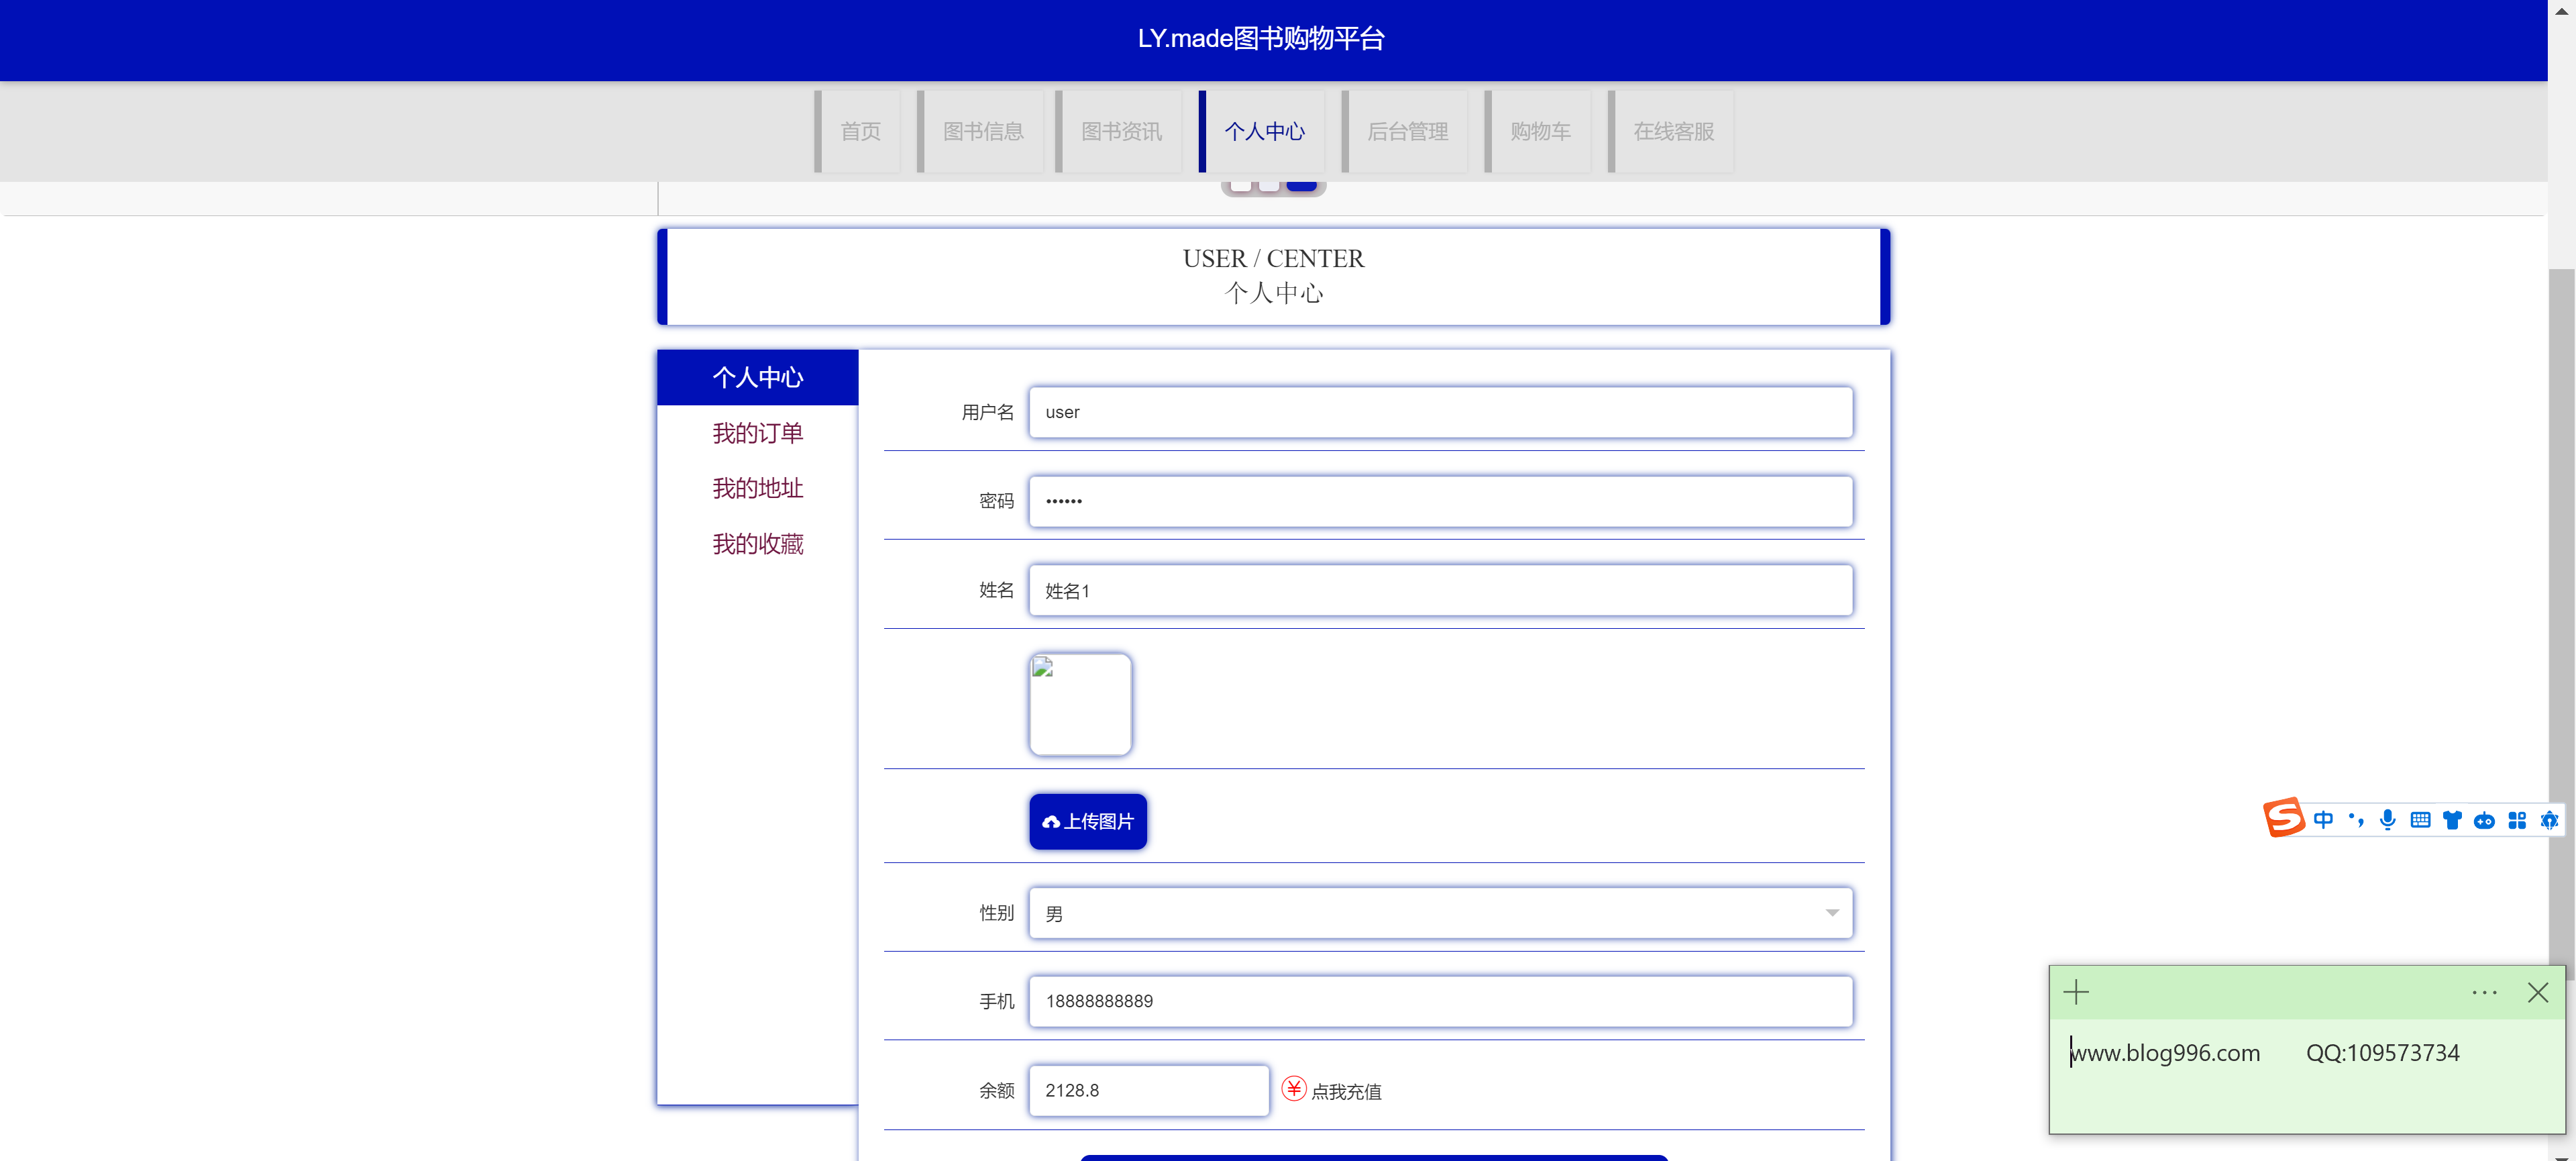 LY.made图书购物平台
首页 图书信息 图书资讯 个人中心 后台管理 购物车 在线客服
USER / CENTER
个人中心
个人中心
我的订单
我的地址
我的收藏
用户名 user
密码 ••••••
姓名 姓名1
上传图片
性别 男
手机 18888888889
余额 2128.8 ¥ 点我充值
S 中
www.blog996.com QQ:109573734